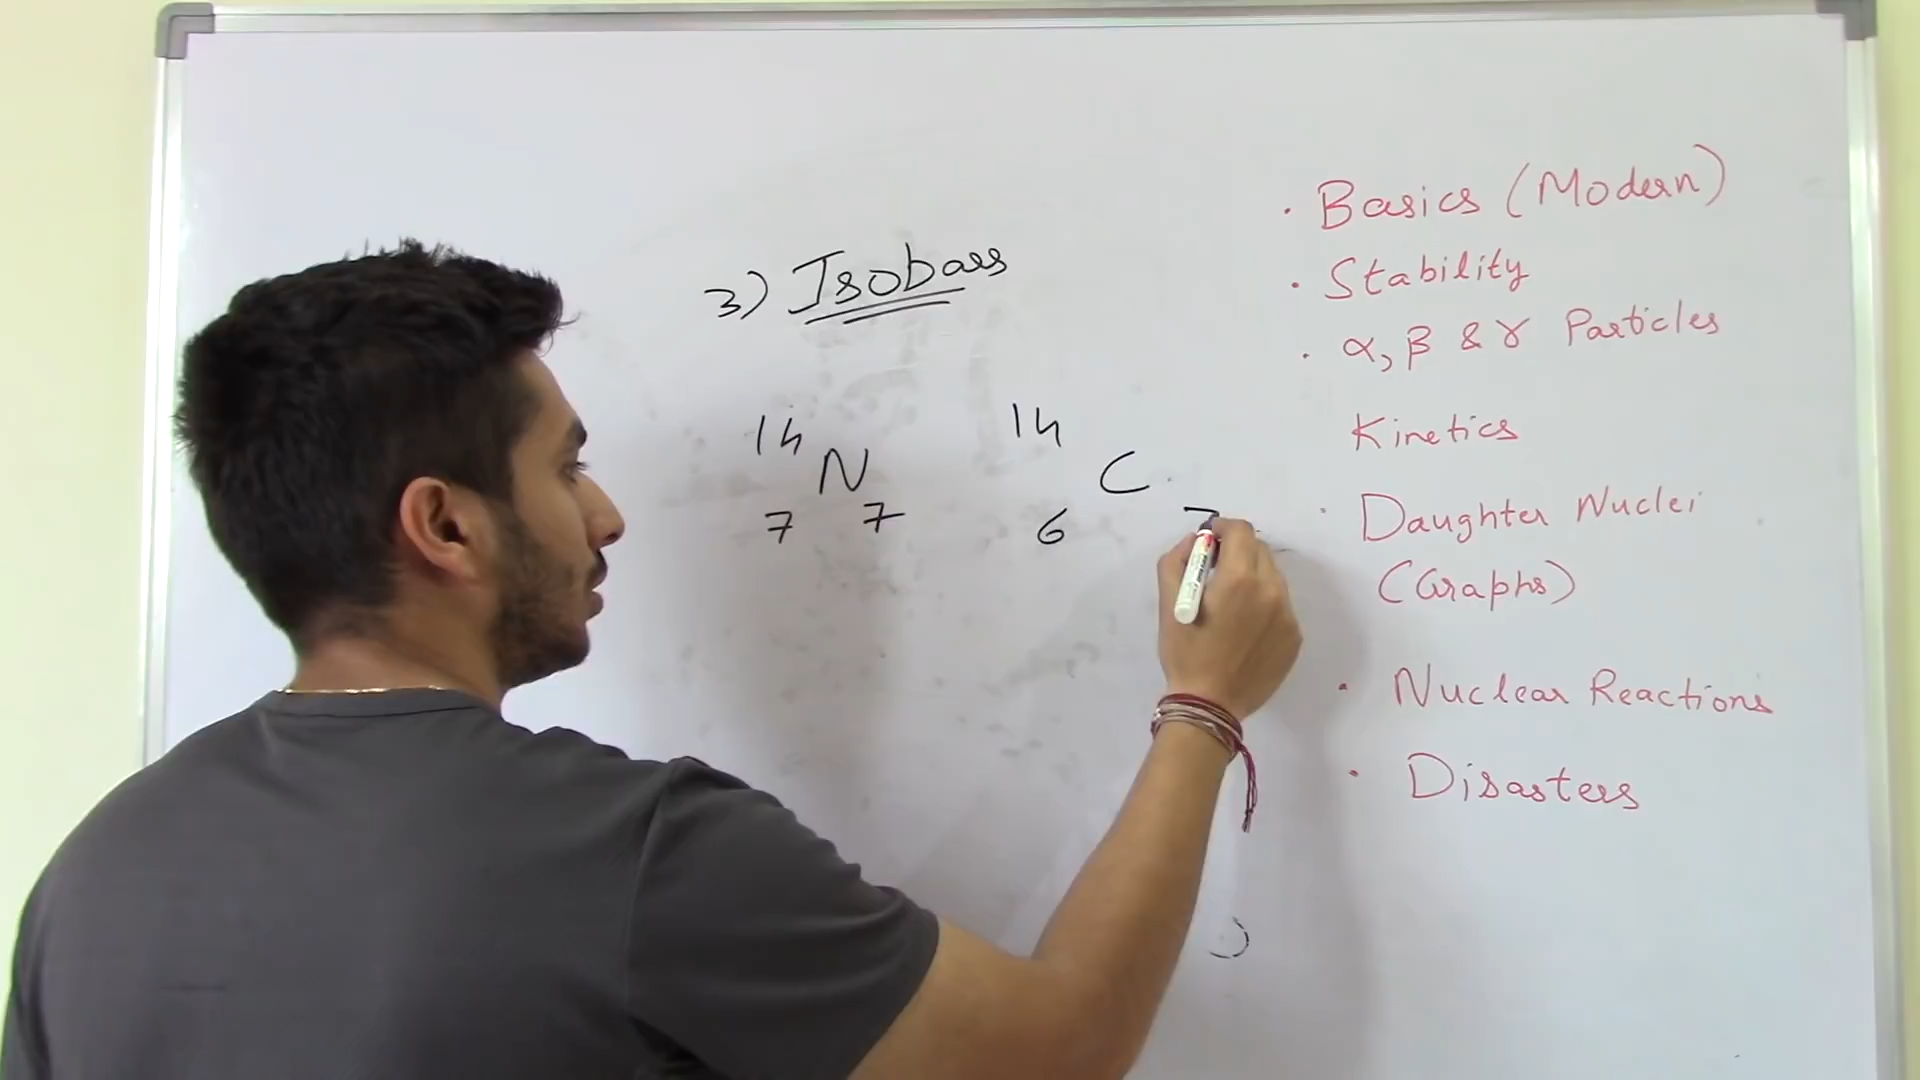 3) Isobars
14 N 7 7
14 C 6
· Basics (Modern)
· Stability
· α, β & γ Particles
Kinetics
· Daughter Nuclei
(Graphs)
· Nuclear Reactions
· Disasters